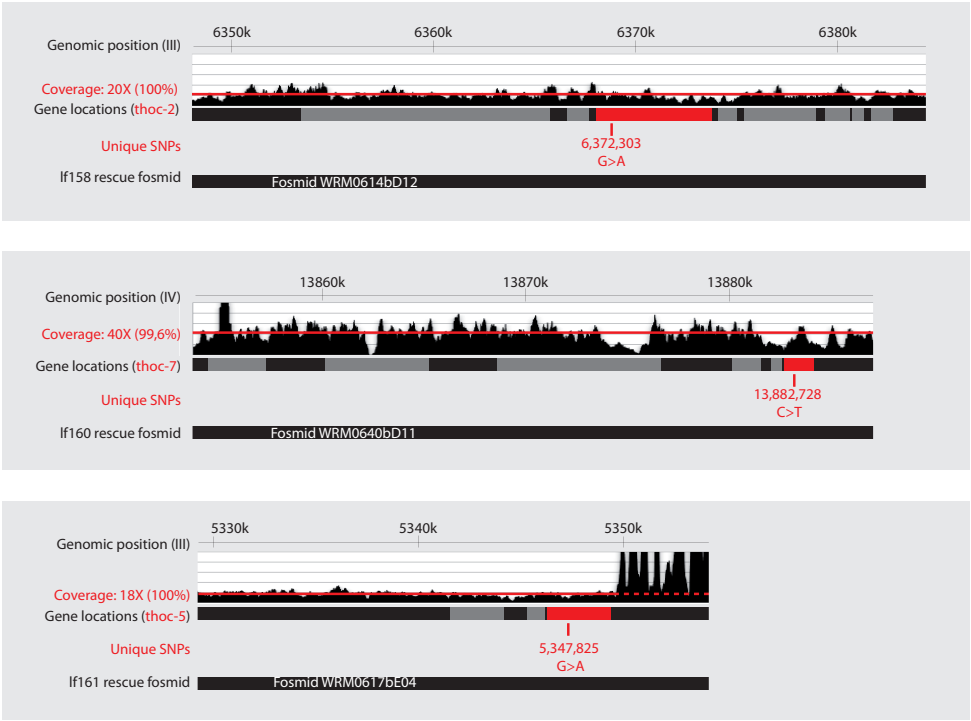 6350k 6360k 6370k 6380k
Genomic position (III)
Coverage: 20X (100%)
Gene locations (thoc-2)
Unique SNPs
6,372,303
G>A
lf158 rescue fosmid
Fosmid WRM0614bD12
13860k 13870k 13880k
Genomic position (IV)
Coverage: 40X (99,6%)
Gene locations (thoc-7)
Unique SNPs
13,882,728
C>T
lf160 rescue fosmid
Fosmid WRM0640bD11
5330k 5340k 5350k
Genomic position (III)
Coverage: 18X (100%)
Gene locations (thoc-5)
Unique SNPs
5,347,825
G>A
lf161 rescue fosmid
Fosmid WRM0617bE04